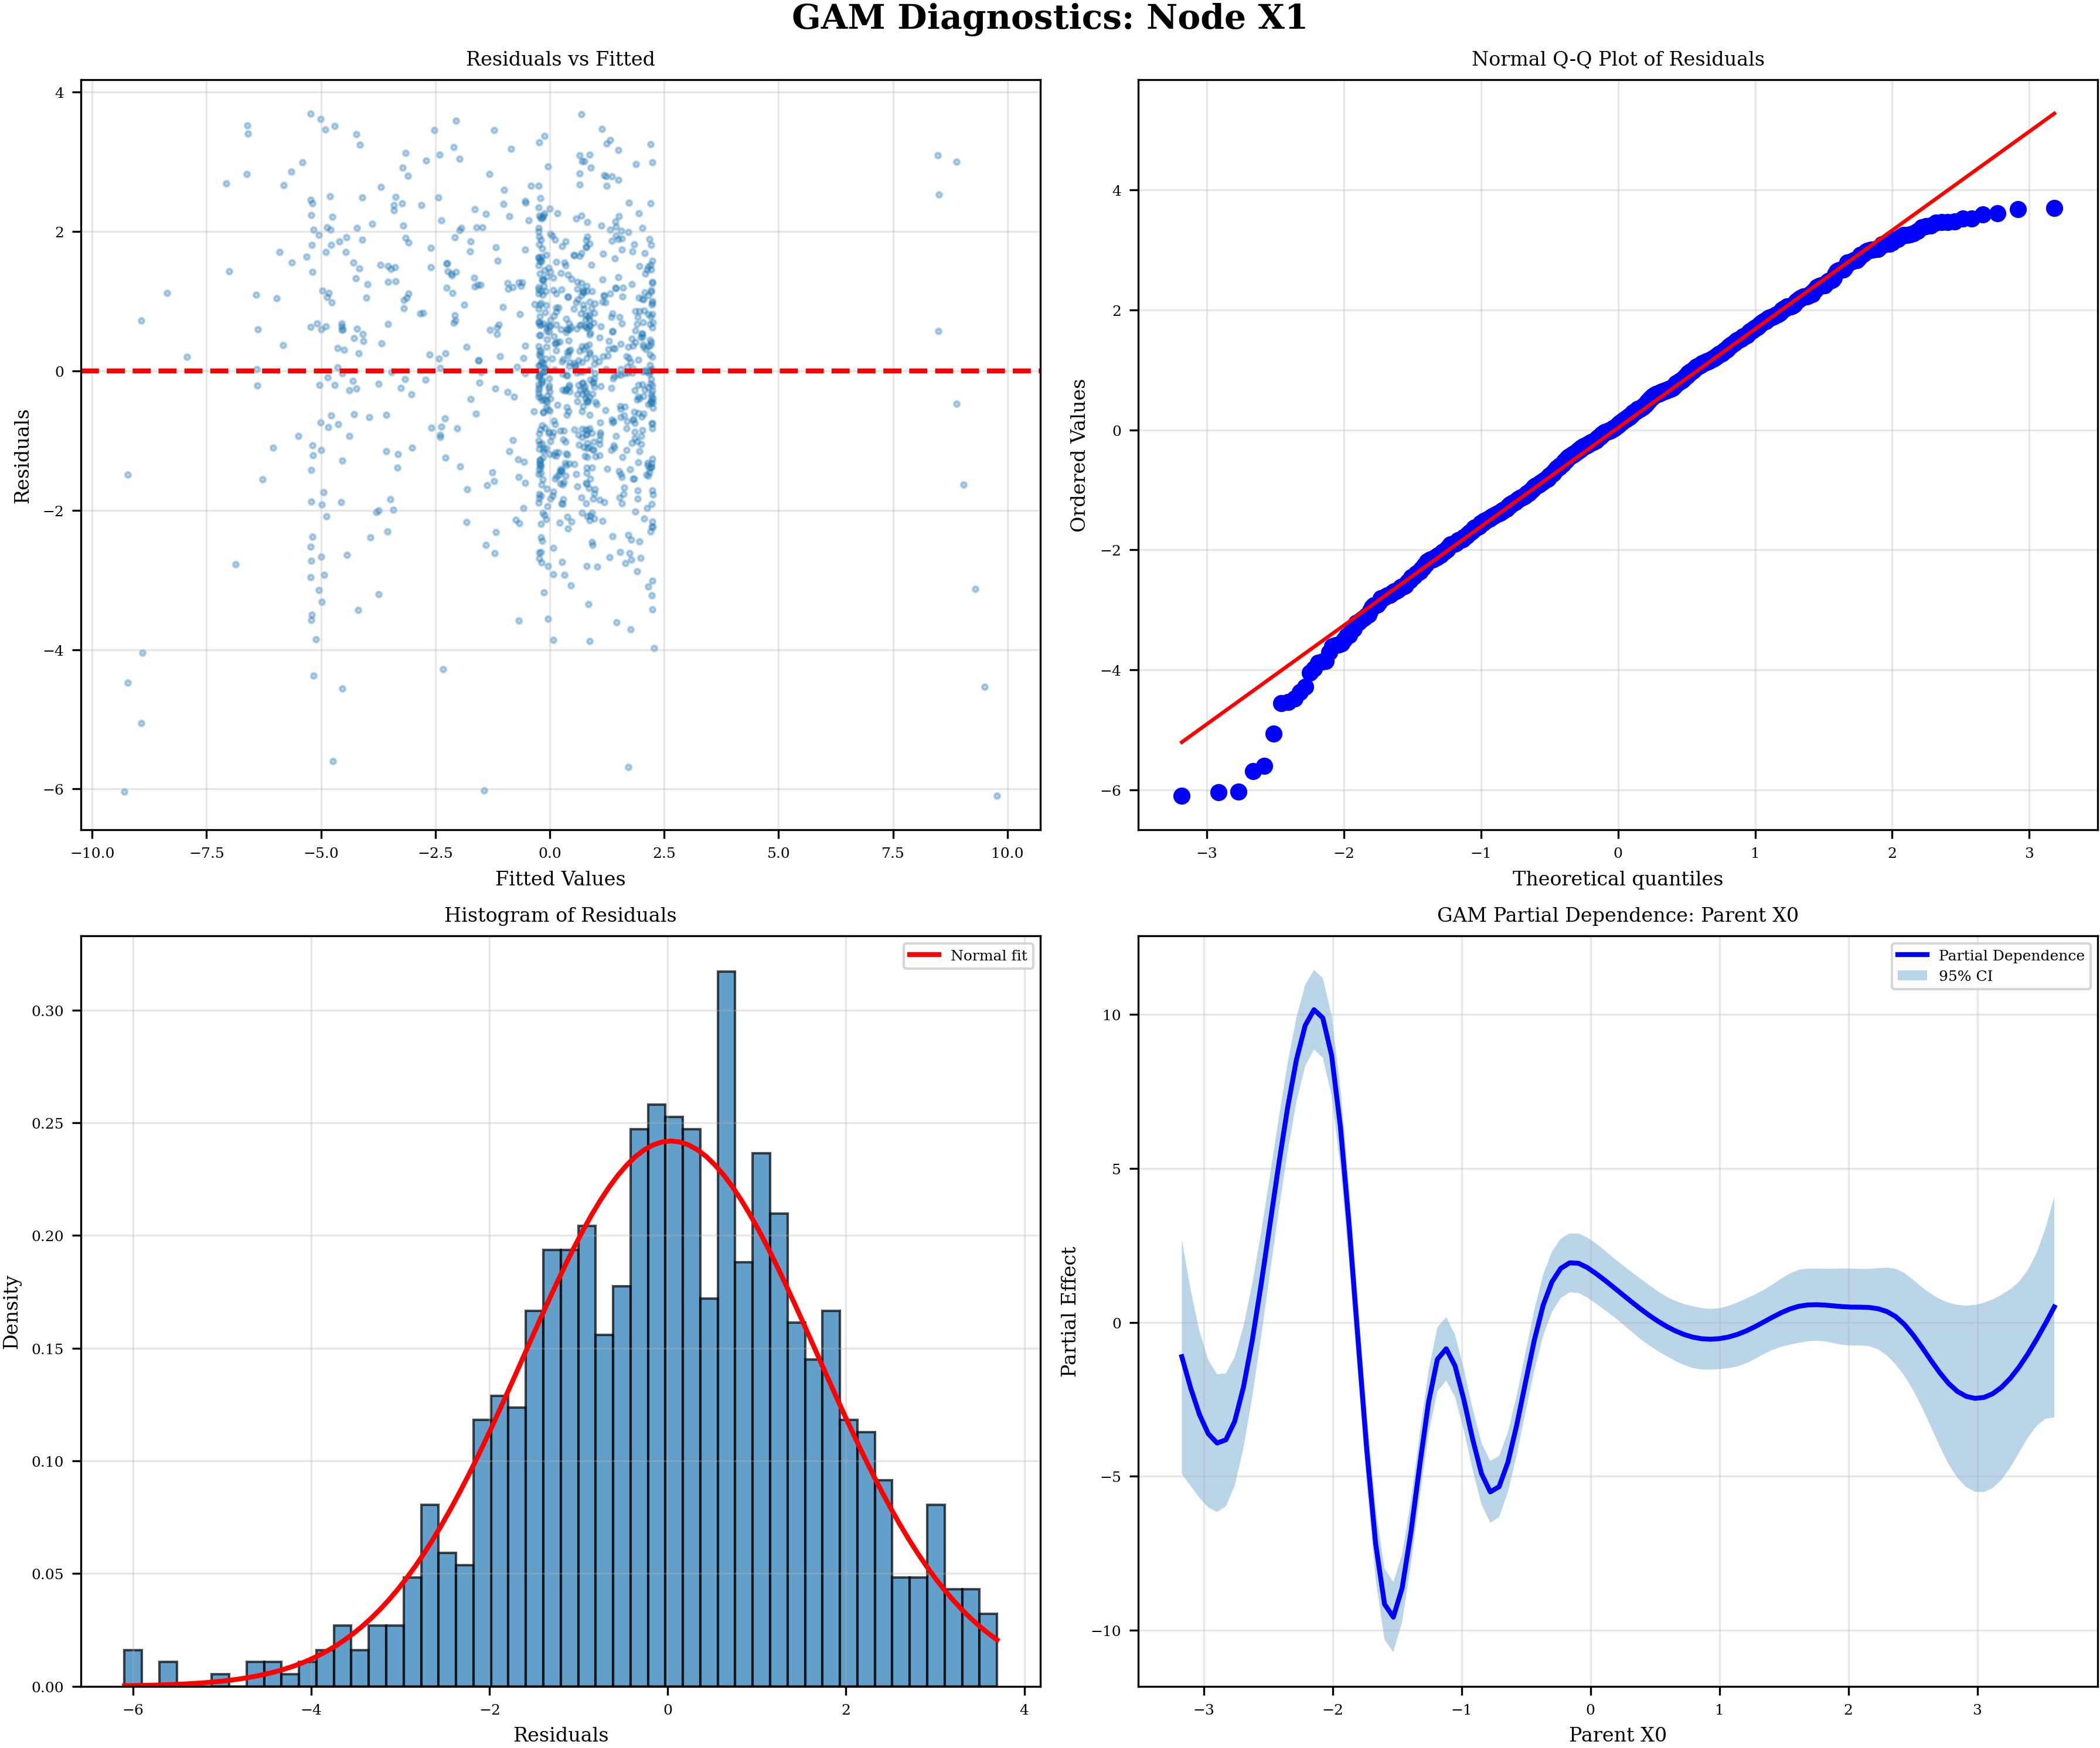 GAM Diagnostics: Node X1
Residuals vs Fitted
4
2
0
−2
−4
−6
Residuals
−10.0 −7.5 −5.0 −2.5 0.0 2.5 5.0 7.5 10.0
Fitted Values
Normal Q-Q Plot of Residuals
4
2
0
−2
−4
−6
Ordered Values
−3 −2 −1 0 1 2 3
Theoretical quantiles
Histogram of Residuals
Normal fit
0.30
0.25
0.20
0.15
0.10
0.05
0.00
Density
−6 −4 −2 0 2 4
Residuals
GAM Partial Dependence: Parent X0
Partial Dependence
95% CI
10
5
0
−5
−10
Partial Effect
−3 −2 −1 0 1 2 3
Parent X0